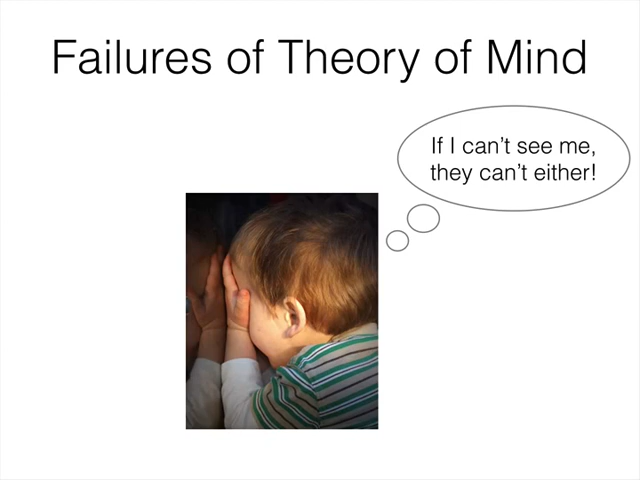 Failures of Theory of Mind
If I can’t see me,
they can’t either!